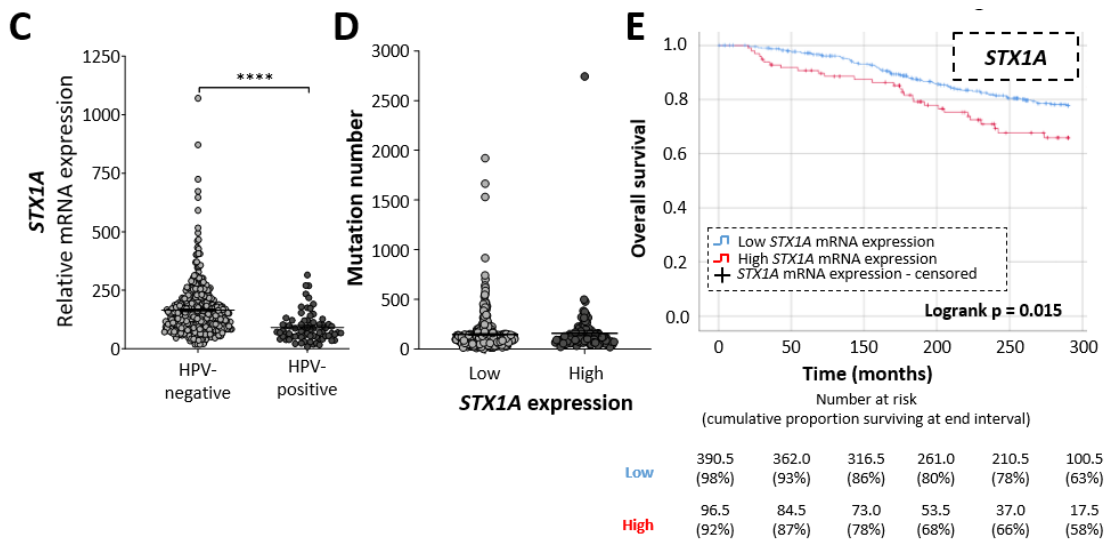 C
STX1A
Relative mRNA expression
1250
1000
750
500
250
0
****
HPV-
negative
HPV-
positive
D
Mutation number
3000
2500
2000
1500
1000
500
0
Low
High
STX1A expression
E
Overall survival
1.0
0.8
0.6
0.4
0.2
0.0
STX1A
Low STX1A mRNA expression
High STX1A mRNA expression
STX1A mRNA expression - censored
Logrank p = 0.015
0 50 150 150 200 250 300
Time (months)
Number at risk
(cumulative proportion surviving at end interval)
Low
390.5 362.0 316.5 261.0 210.5 100.5
(98%) (93%) (86%) (80%) (78%) (63%)
High
96.5 84.5 73.0 53.5 37.0 17.5
(92%) (87%) (78%) (68%) (66%) (58%)